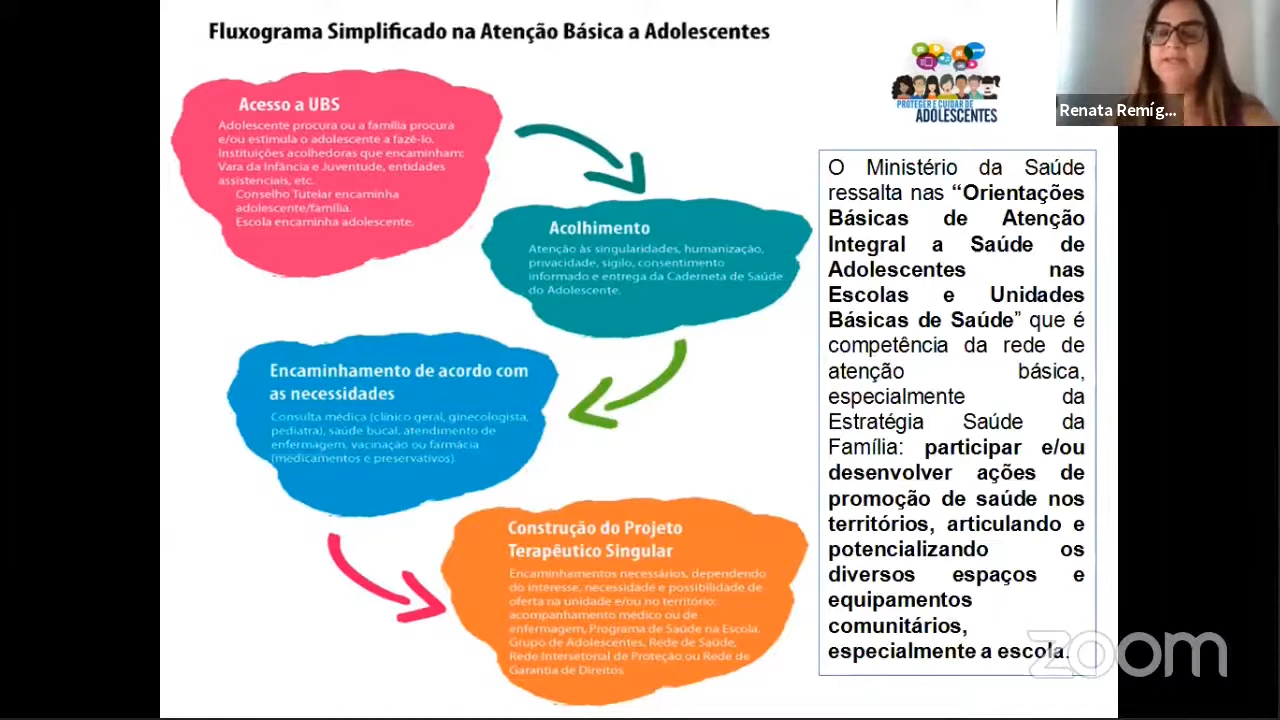 Fluxograma Simplificado na Atenção Básica a Adolescentes
Acesso a UBS
Adolescente procura ou a família procura
e/ou estimula o adolescente a fazê-lo.
Instituições acolhedoras que encaminham:
Vara da Infância e Juventude, entidades
assistenciais, etc.
Conselho Tutelar encaminha
adolescente/família.
Escola encaminha adolescente.
Acolhimento
Atenção às singularidades, humanização,
privacidade, sigilo, consentimento
informado e entrega da Caderneta de Saúde
do Adolescente.
Encaminhamento de acordo com
as necessidades
Consulta médica (clínico geral, ginecologista,
pediatra), saúde bucal, atendimento de
enfermagem, vacinação ou farmácia
(medicamentos e preservativos).
Construção do Projeto
Terapêutico Singular
Encaminhamentos necessários, dependendo
do interesse, necessidade e possibilidade de
oferta na unidade e/ou no território:
acompanhamento médico ou de
enfermagem, Programa de Saúde na Escola,
Grupo de Adolescentes, Rede de Saúde,
Rede Intersetorial de Proteção ou Rede de
Garantia de Direitos
PROTEGER E CUIDAR DE
ADOLESCENTES
Renata Remíg...
O Ministério da Saúde
ressalta nas “Orientações
Básicas de Atenção
Integral a Saúde de
Adolescentes nas
Escolas e Unidades
Básicas de Saúde” que é
competência da rede de
atenção básica,
especialmente da
Estratégia Saúde da
Família: participar e/ou
desenvolver ações de
promoção de saúde nos
territórios, articulando e
potencializando os
diversos espaços e
equipamentos
comunitários,
especialmente a escola.
zoom